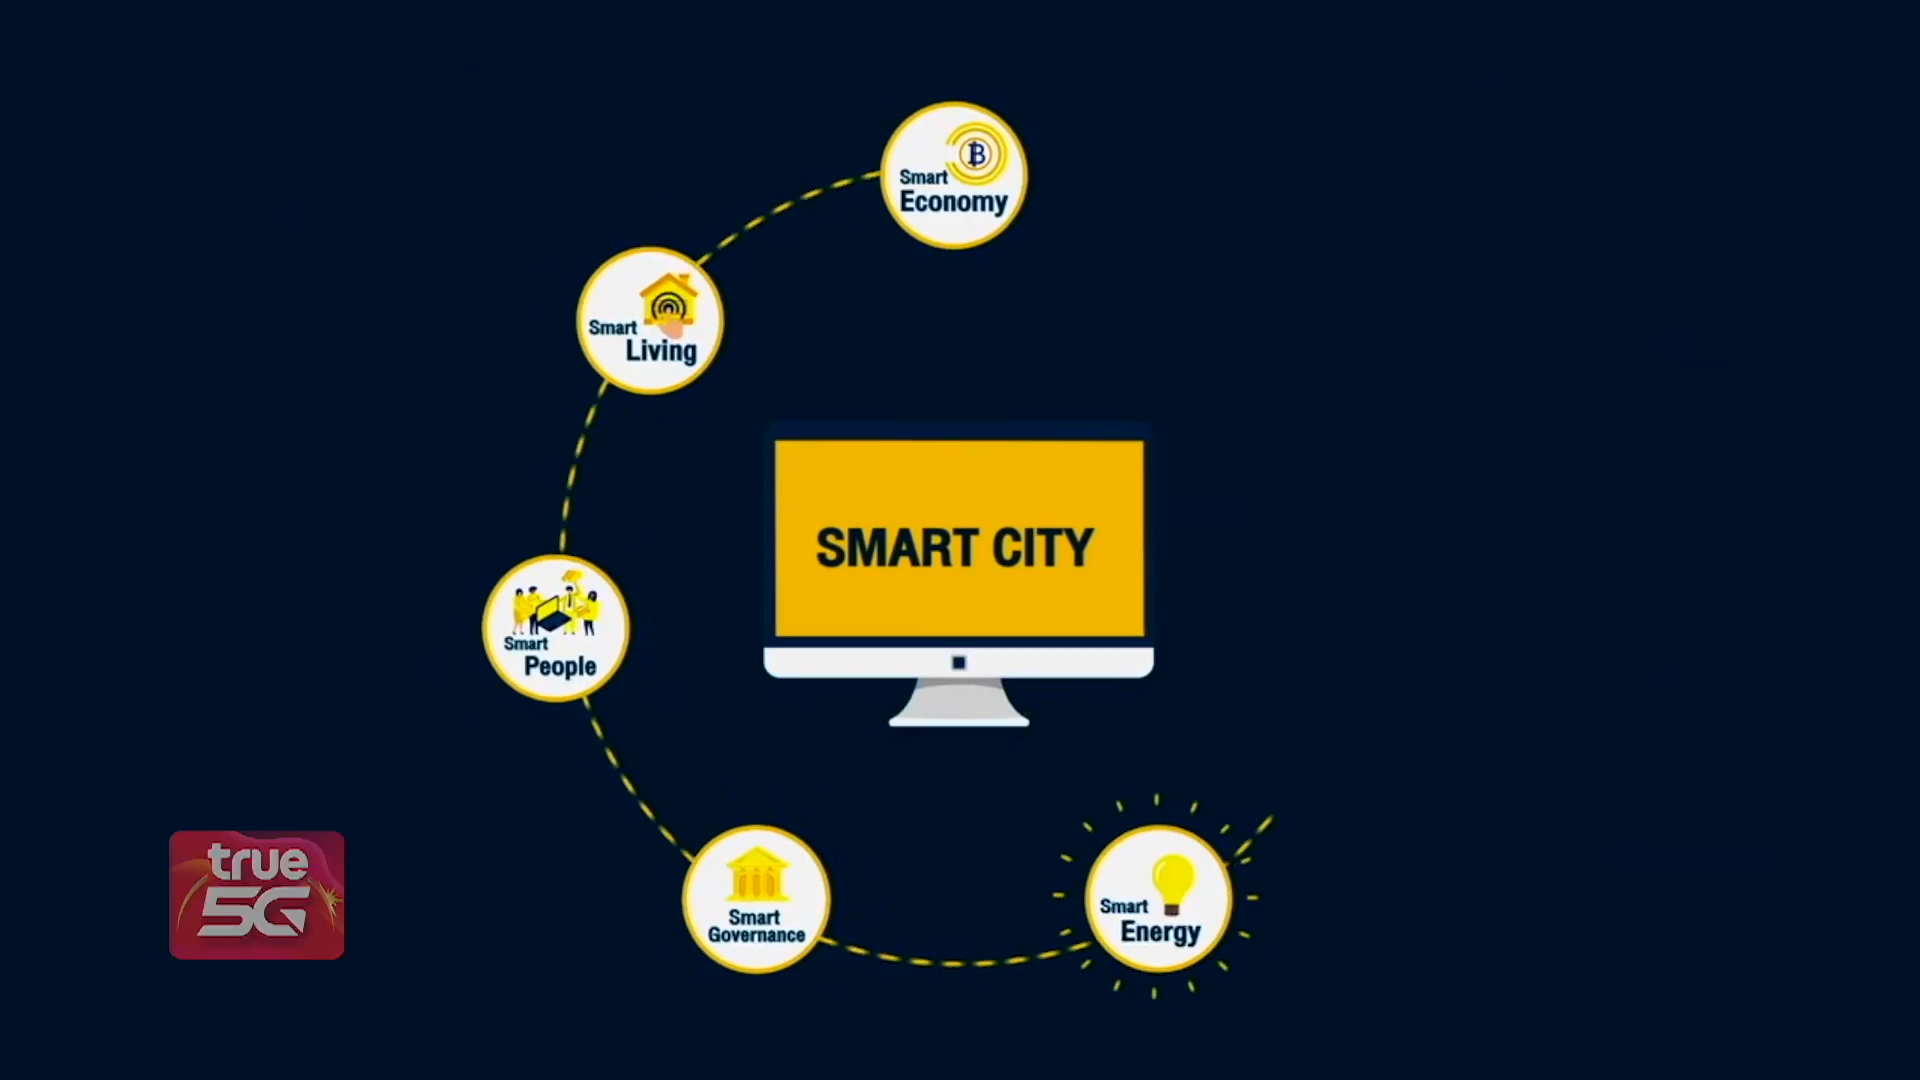 Smart
Economy
Smart
Living
SMART CITY
Smart
People
Smart
Governance
Smart
Energy
true
5G